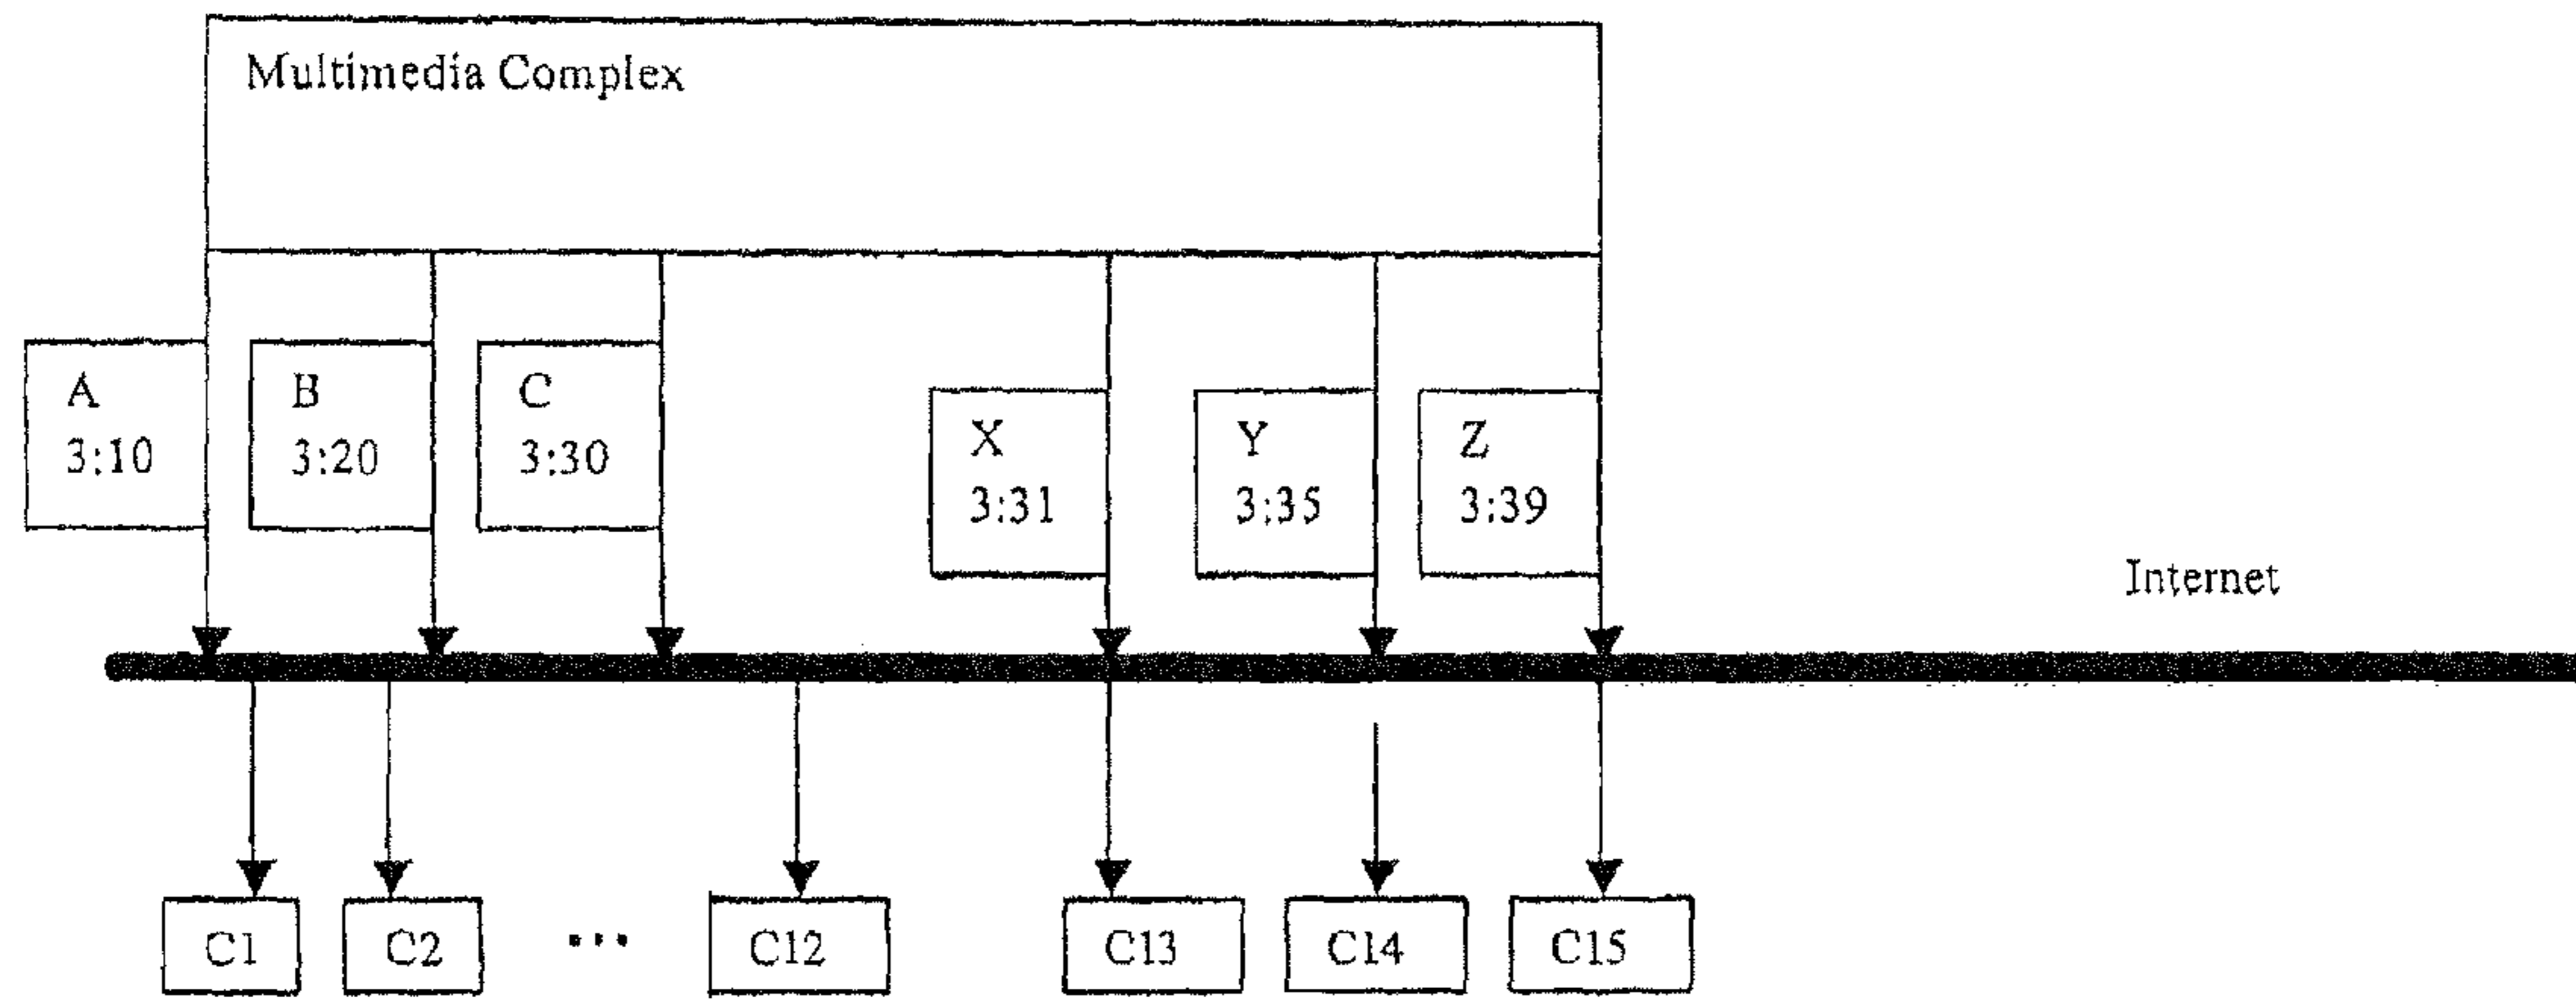 Multimedia Complex
A
3:10
B
3:20
C
3:30
X
3:31
Y
3:35
Z
3:39
Internet
C1
C2
...
C12
C13
C14
C15